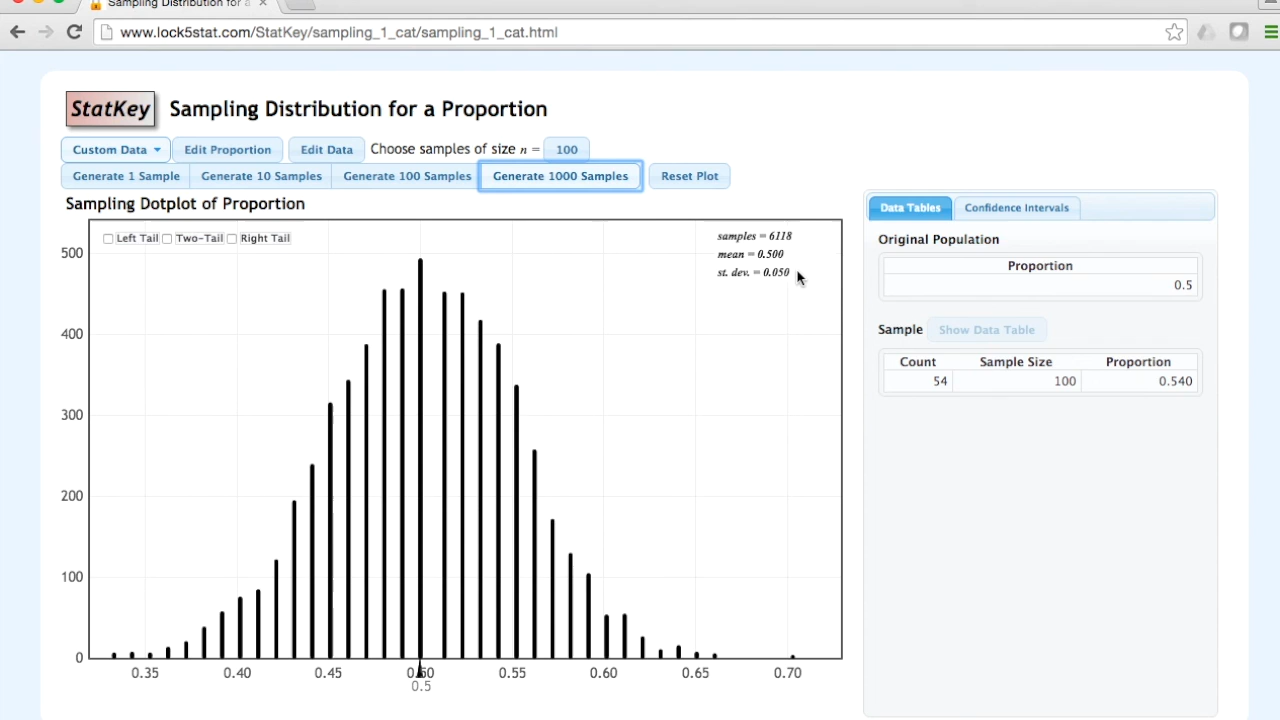 Sampling Distribution for a
www.lock5stat.com/StatKey/sampling_1_cat/sampling_1_cat.html
StatKey Sampling Distribution for a Proportion
Custom Data Edit Proportion Edit Data Choose samples of size n = 100
Generate 1 Sample Generate 10 Samples Generate 100 Samples Generate 1000 Samples Reset Plot
Sampling Dotplot of Proportion
Left Tail Two-Tail Right Tail
samples = 6118
mean = 0.500
st. dev. = 0.050
500
400
300
200
100
0
0.35 0.40 0.45 0.50 0.55 0.60 0.65 0.70
0.5
Data Tables Confidence Intervals
Original Population
Proportion
0.5
Sample Show Data Table
Count Sample Size Proportion
54 100 0.540